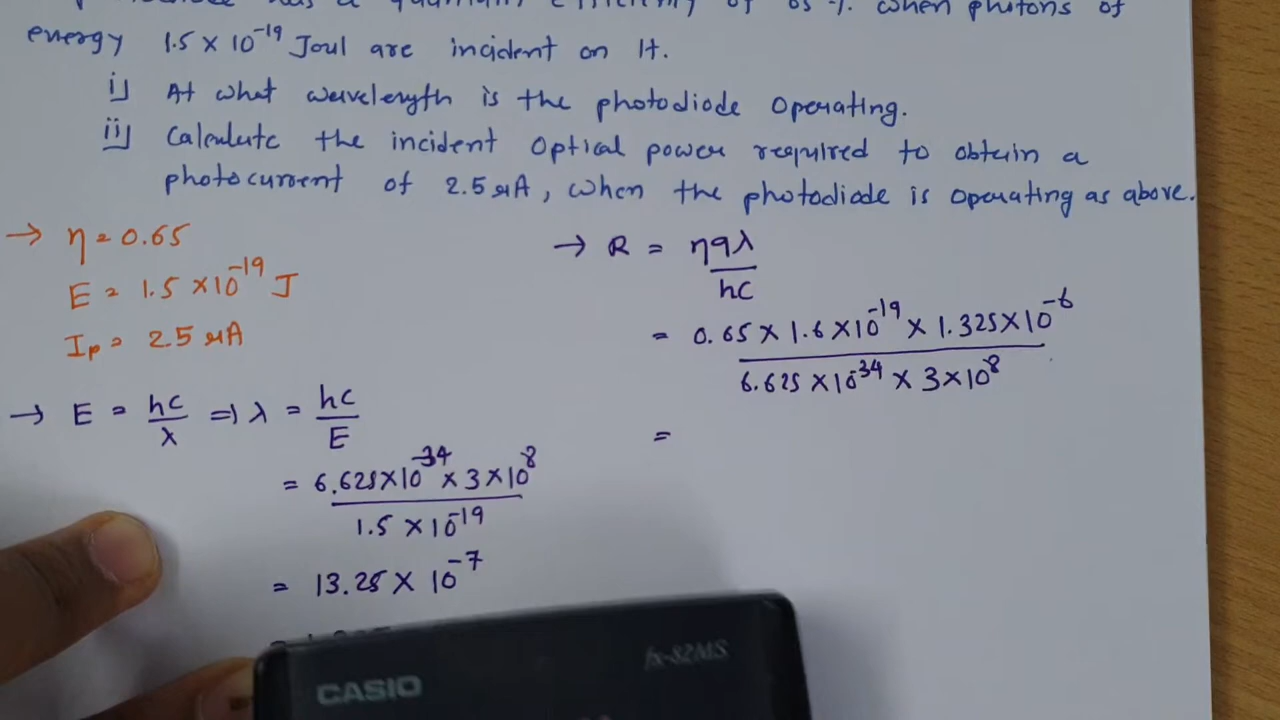 energy 1.5 × 10⁻¹⁹ Joul are incident on It.
i] At what wavelength is the photodiode operating.
ii] Calculate the incident Optical power required to obtain a
photocurrent of 2.5 μA, when the photodiode is operating as above.
→ η = 0.65
E = 1.5 × 10⁻¹⁹ J
Ip = 2.5 μA
→ E = hc/λ ⇒ λ = hc/E
= 6.625×10⁻³⁴ × 3×10⁸
1.5 × 10⁻¹⁹
= 13.25 × 10⁻⁷
→ R = ηqλ
hc
= 0.65 × 1.6×10⁻¹⁹ × 1.325×10⁻⁶
6.625 × 10⁻³⁴ × 3×10⁸
=
CASIO
fx-82MS